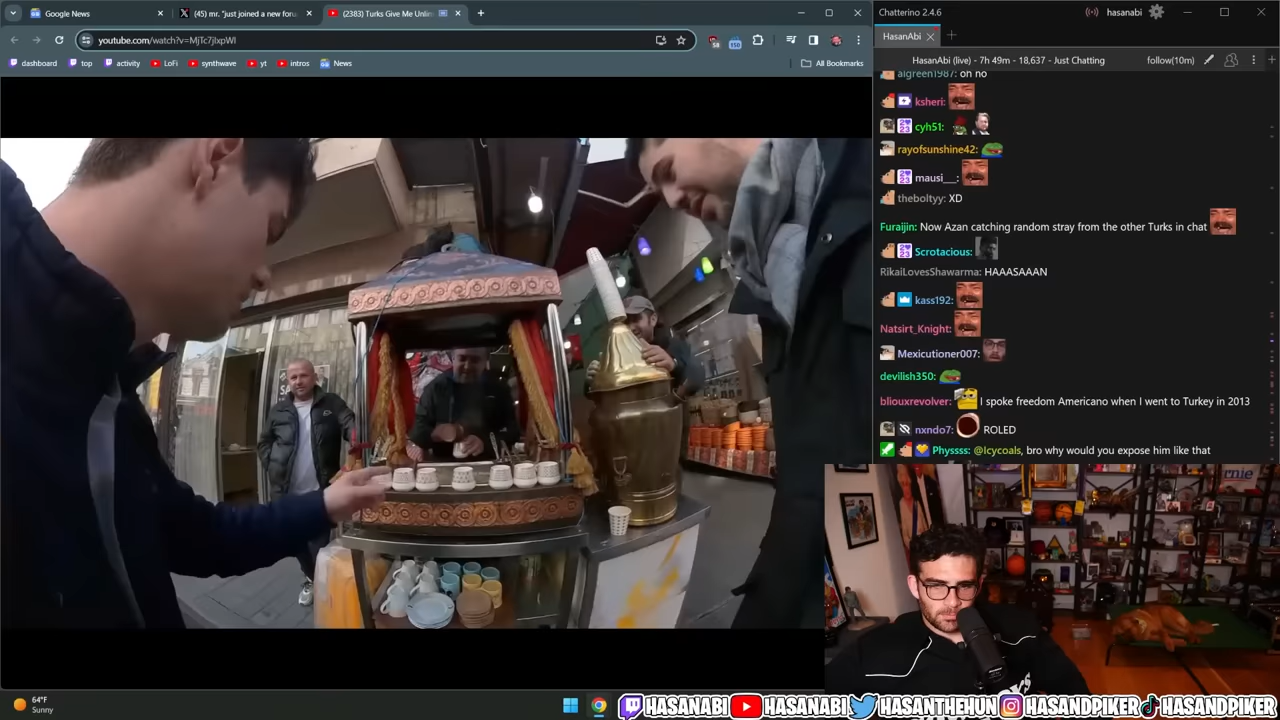 Google News
(45) mr. "just joined a new foru
(2383) Turks Give Me Unlim
youtube.com/watch?v=MjTc7jIxpWI
dashboard
top
activity
LoFi
synthwave
yt
intros
News
All Bookmarks
Chatterino 2.4.6
hasanabi
HasanAbi
HasanAbi (live) - 7h 49m - 18,637 - Just Chatting
follow(10m)
algreen1987: oh no
ksheri:
cyh51:
rayofsunshine42:
mausi___:
theboltyy: XD
Furaijin: Now Azan catching random stray from the other Turks in chat
Scrotacious:
RikaiLovesShawarma: HAAASAAAN
kass192:
Natsirt_Knight:
Mexicutioner007:
devilish350:
bliouxrevolver: I spoke freedom Americano when I went to Turkey in 2013
nxndo7: ROLED
Physsss: @Icycoals, bro why would you expose him like that
64°F
Sunny
HASANABI HASANABI HASANTHEHUN HASANDPIKER HASANDPIKER